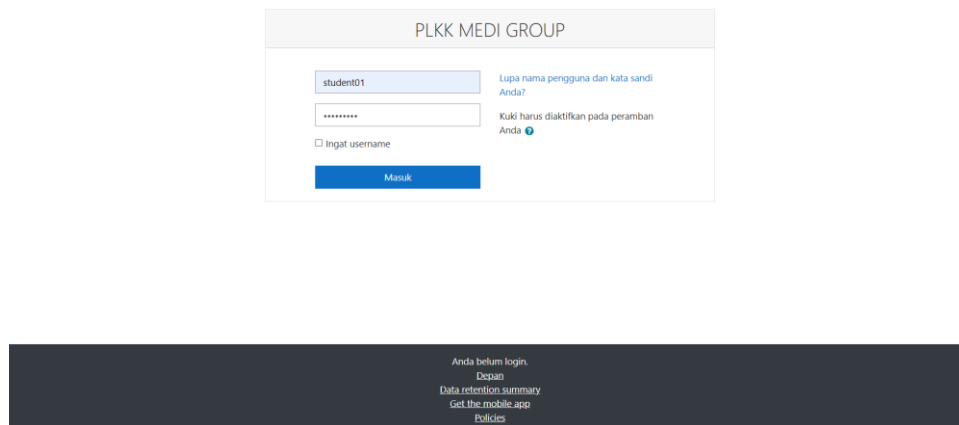 PLKK MEDI GROUP
student01
•••••••••
Ingat username
Masuk
Lupa nama pengguna dan kata sandi
Anda?
Kuki harus diaktifkan pada peramban
Anda
Anda belum login.
Depan
Data retention summary
Get the mobile app
Policies